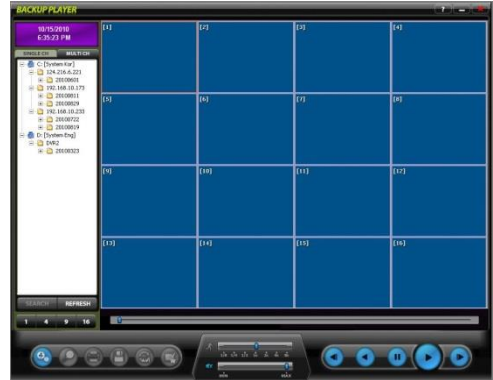 BACKUP PLAYER
?
10/15/2010
6:35:23 PM
SINGLE CH MULTI CH
C: [System-Kor]
124.216.6.221
20100601
192.168.10.173
20100811
20100829
192.168.10.233
20100722
20100819
D: [System-Eng]
DVR2
20100323
SEARCH REFRESH
1 4 9 16
[1] [2] [3] [4]
[5] [6] [7] [8]
[9] [10] [11] [12]
[13] [14] [15] [16]
MIN MAX